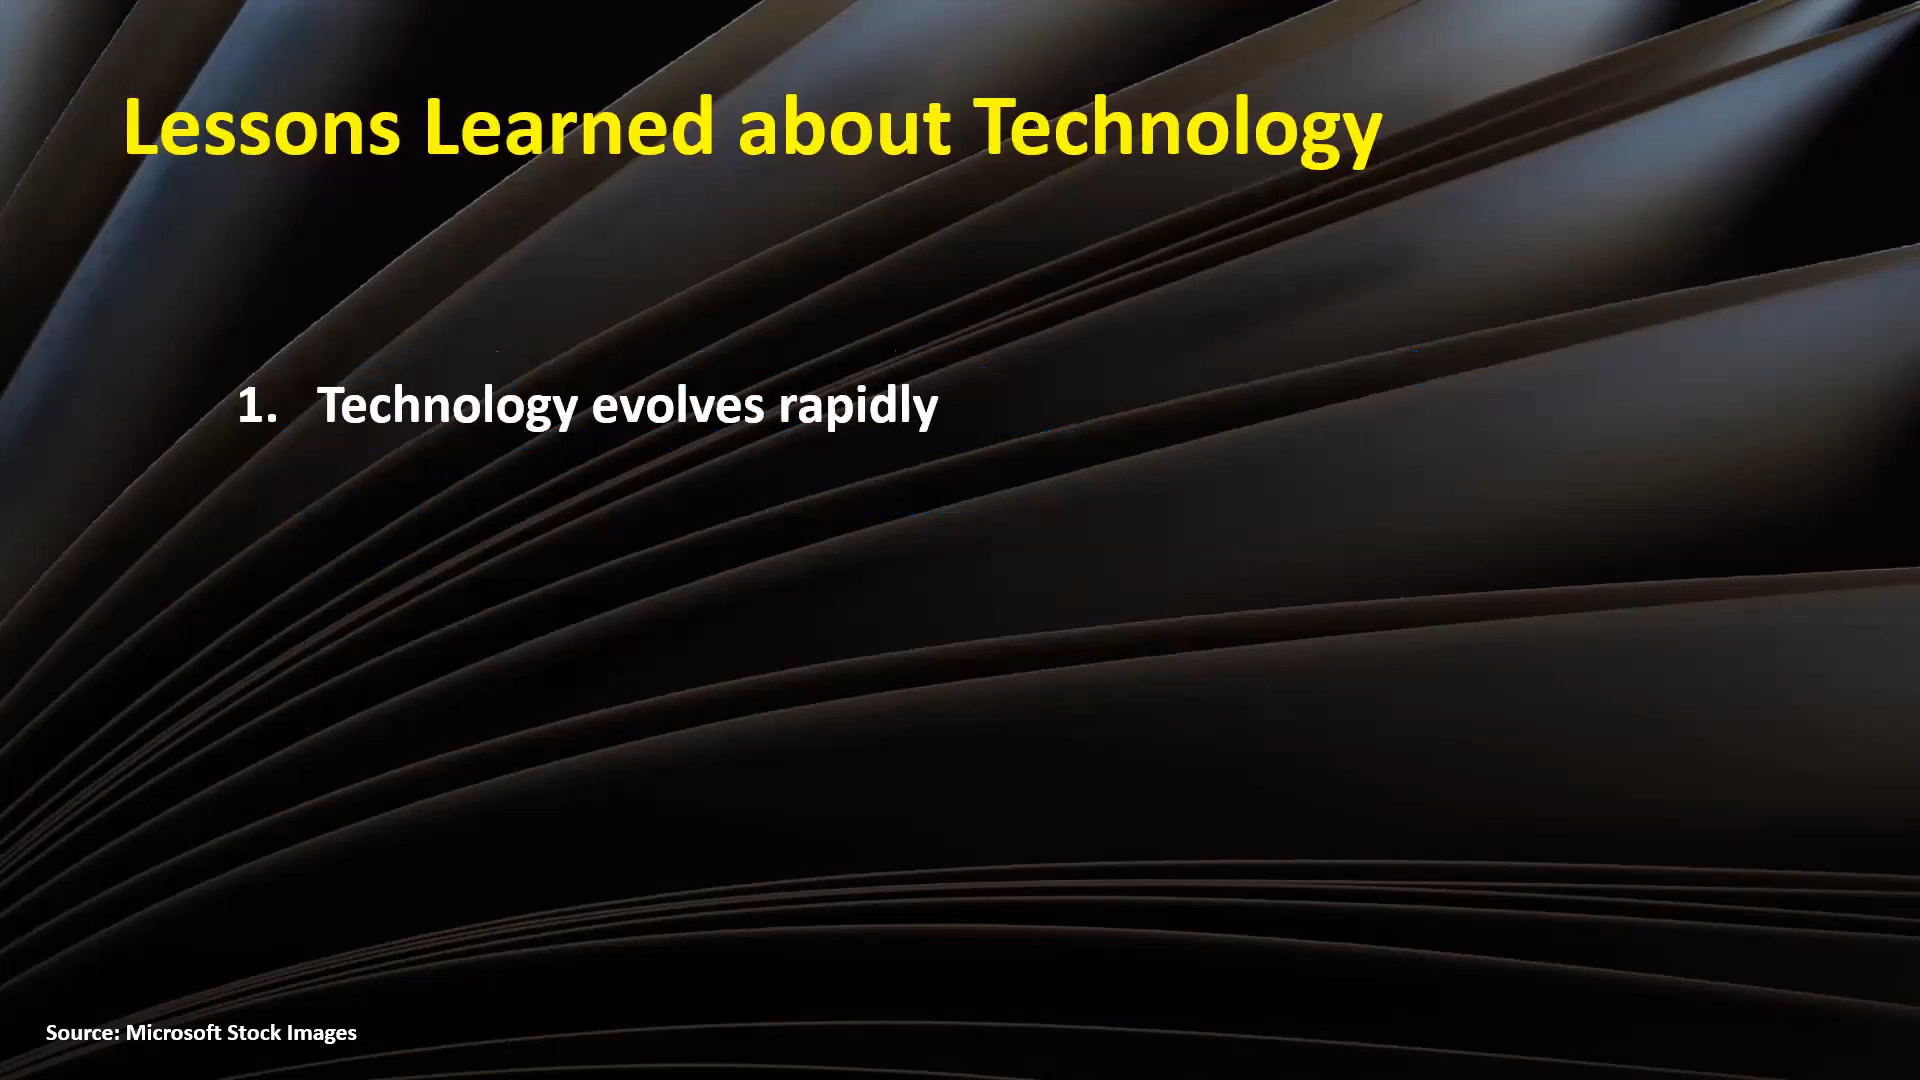 Lessons Learned about Technology
1. Technology evolves rapidly
Source: Microsoft Stock Images